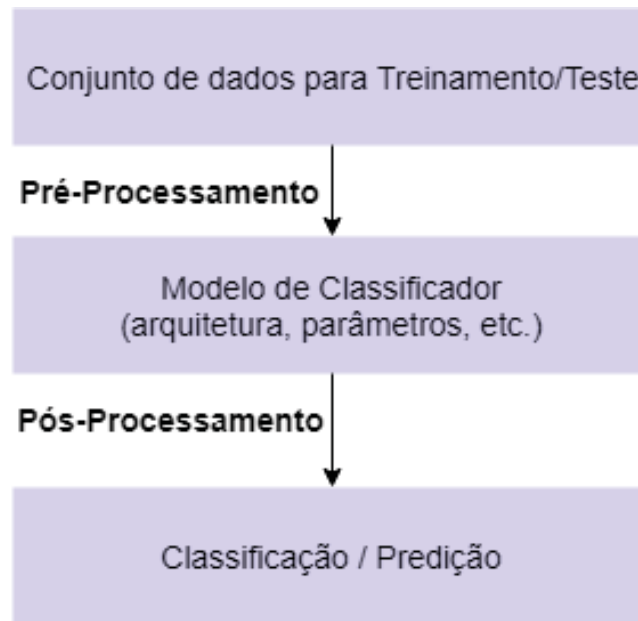 Conjunto de dados para Treinamento/Teste
Pré-Processamento
Modelo de Classificador
(arquitetura, parâmetros, etc.)
Pós-Processamento
Classificação / Predição